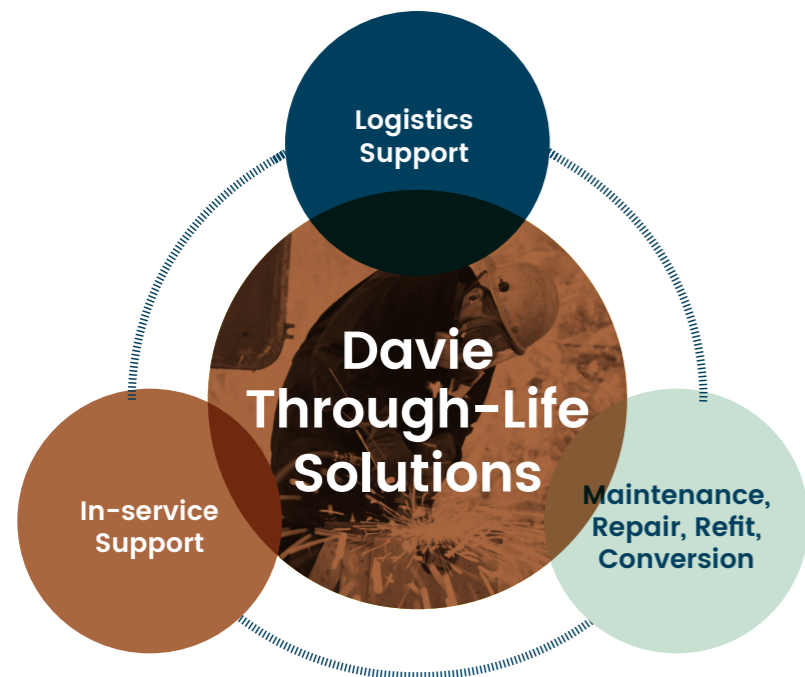 Logistics
Support
Davie
Through-Life
Solutions
In-service
Support
Maintenance,
Repair, Refit,
Conversion